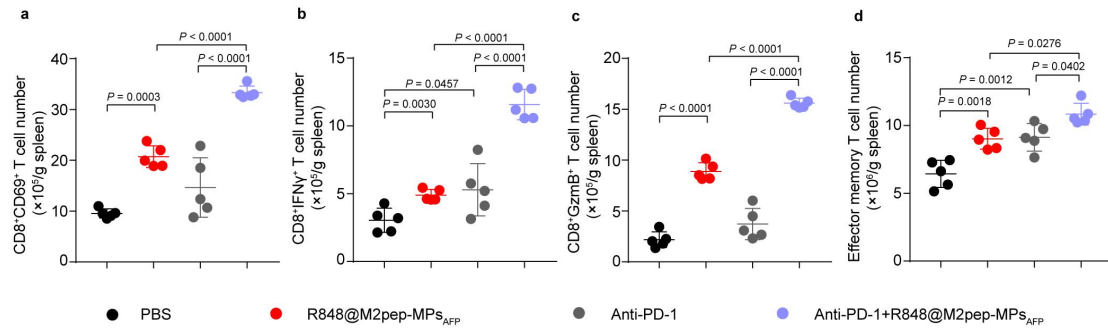 a
CD8⁺CD69⁺ T cell number
(×10⁵/g spleen)
40
30
20
10
0
P < 0.0001
P < 0.0001
P = 0.0003
b
CD8⁺IFNγ⁺ T cell number
(×10⁵/g spleen)
15
10
5
0
P < 0.0001
P < 0.0001
P = 0.0457
P = 0.0030
c
CD8⁺GzmB⁺ T cell number
(×10⁵/g spleen)
20
15
10
5
0
P < 0.0001
P < 0.0001
P < 0.0001
d
Effector memory T cell number
(×10⁶/g spleen)
15
10
5
0
P = 0.0276
P = 0.0402
P = 0.0012
P = 0.0018
PBS
R848@M2pep-MPsAFP
Anti-PD-1
Anti-PD-1+R848@M2pep-MPsAFP